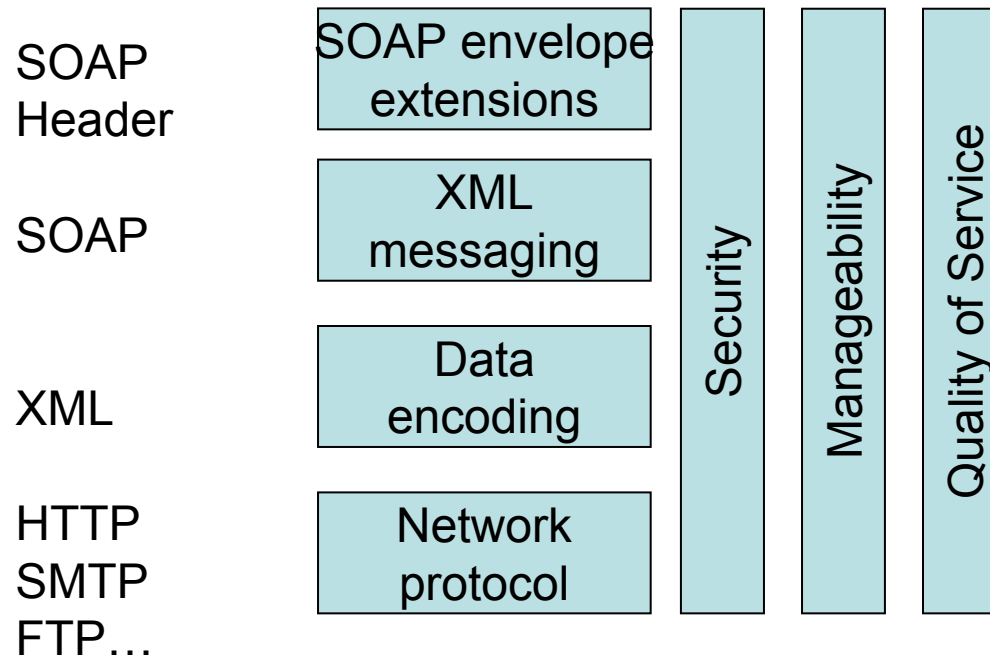 SOAP
Header
SOAP envelope
extensions
SOAP
XML
messaging
XML
Data
encoding
HTTP
SMTP
FTP...
Network
protocol
Security
Manageability
Quality of Service